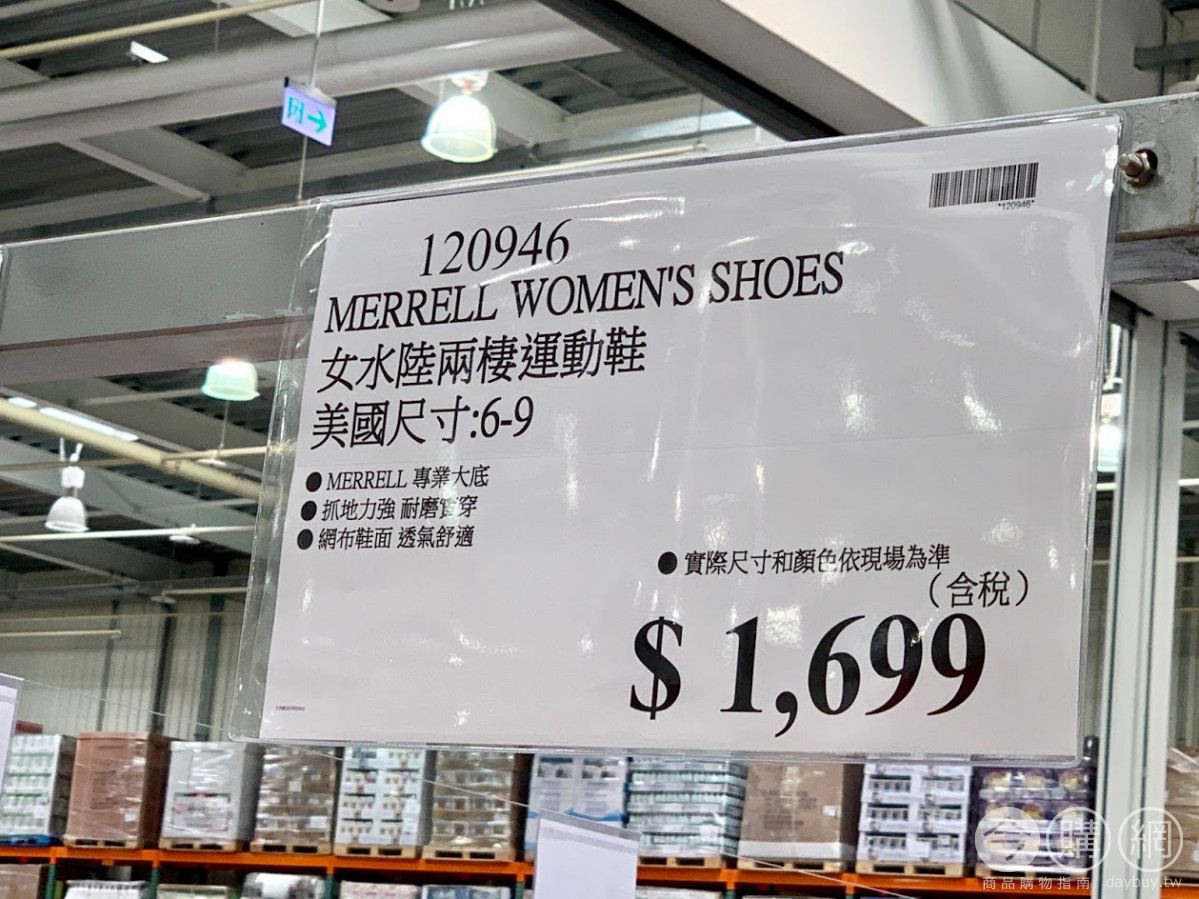 *120946*
120946
MERRELL WOMEN'S SHOES
女水陸兩棲運動鞋
美國尺寸:6-9
● MERRELL 專業大底
● 抓地力強 耐磨實穿
● 網布鞋面 透氣舒適
● 實際尺寸和顏色依現場為準
（含稅）
$ 1,699
今購網
商品購物指南 daybuy.tw